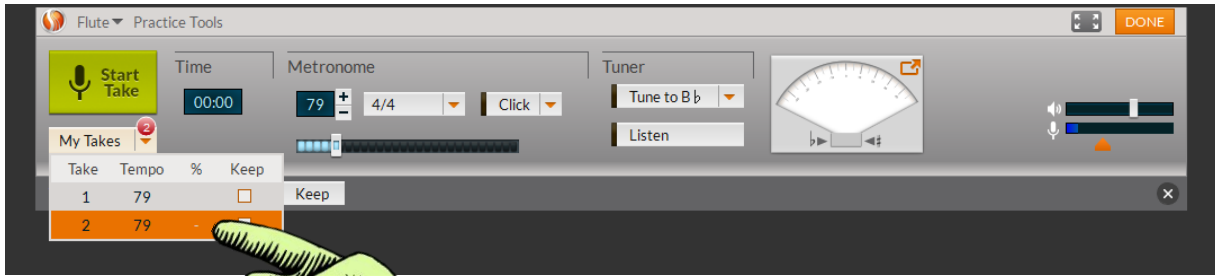 Flute Practice Tools
DONE
Start
Take
Time
00:00
Metronome
79 + - 4/4 Click
Tuner
Tune to B♭
Listen
♭ ♯
My Takes 2
Take Tempo % Keep
1 79
2 79 -
Keep